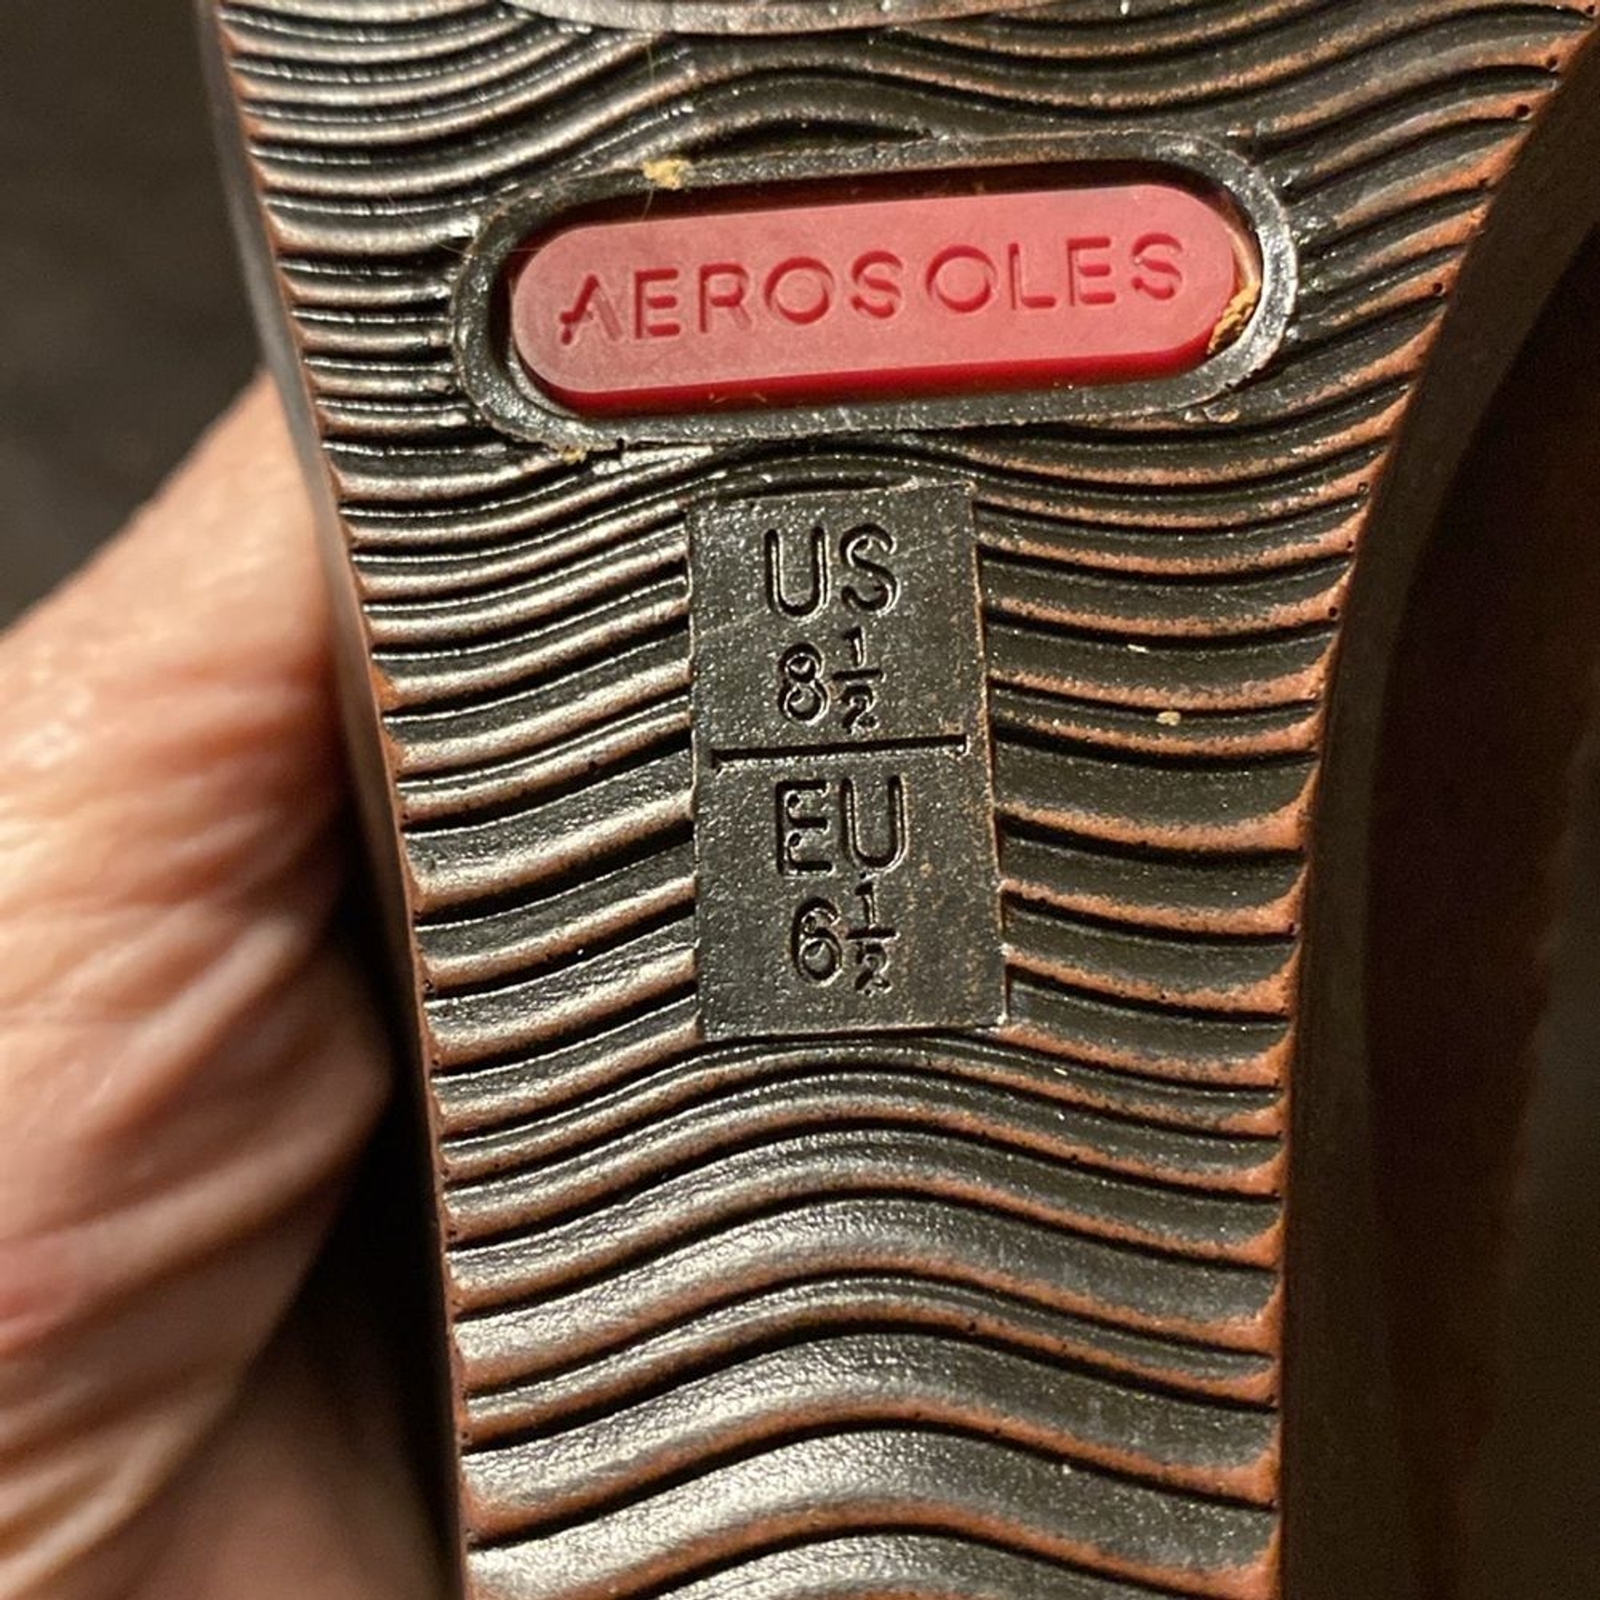 AEROSOLES
US
8 1/2
EU
6 1/2